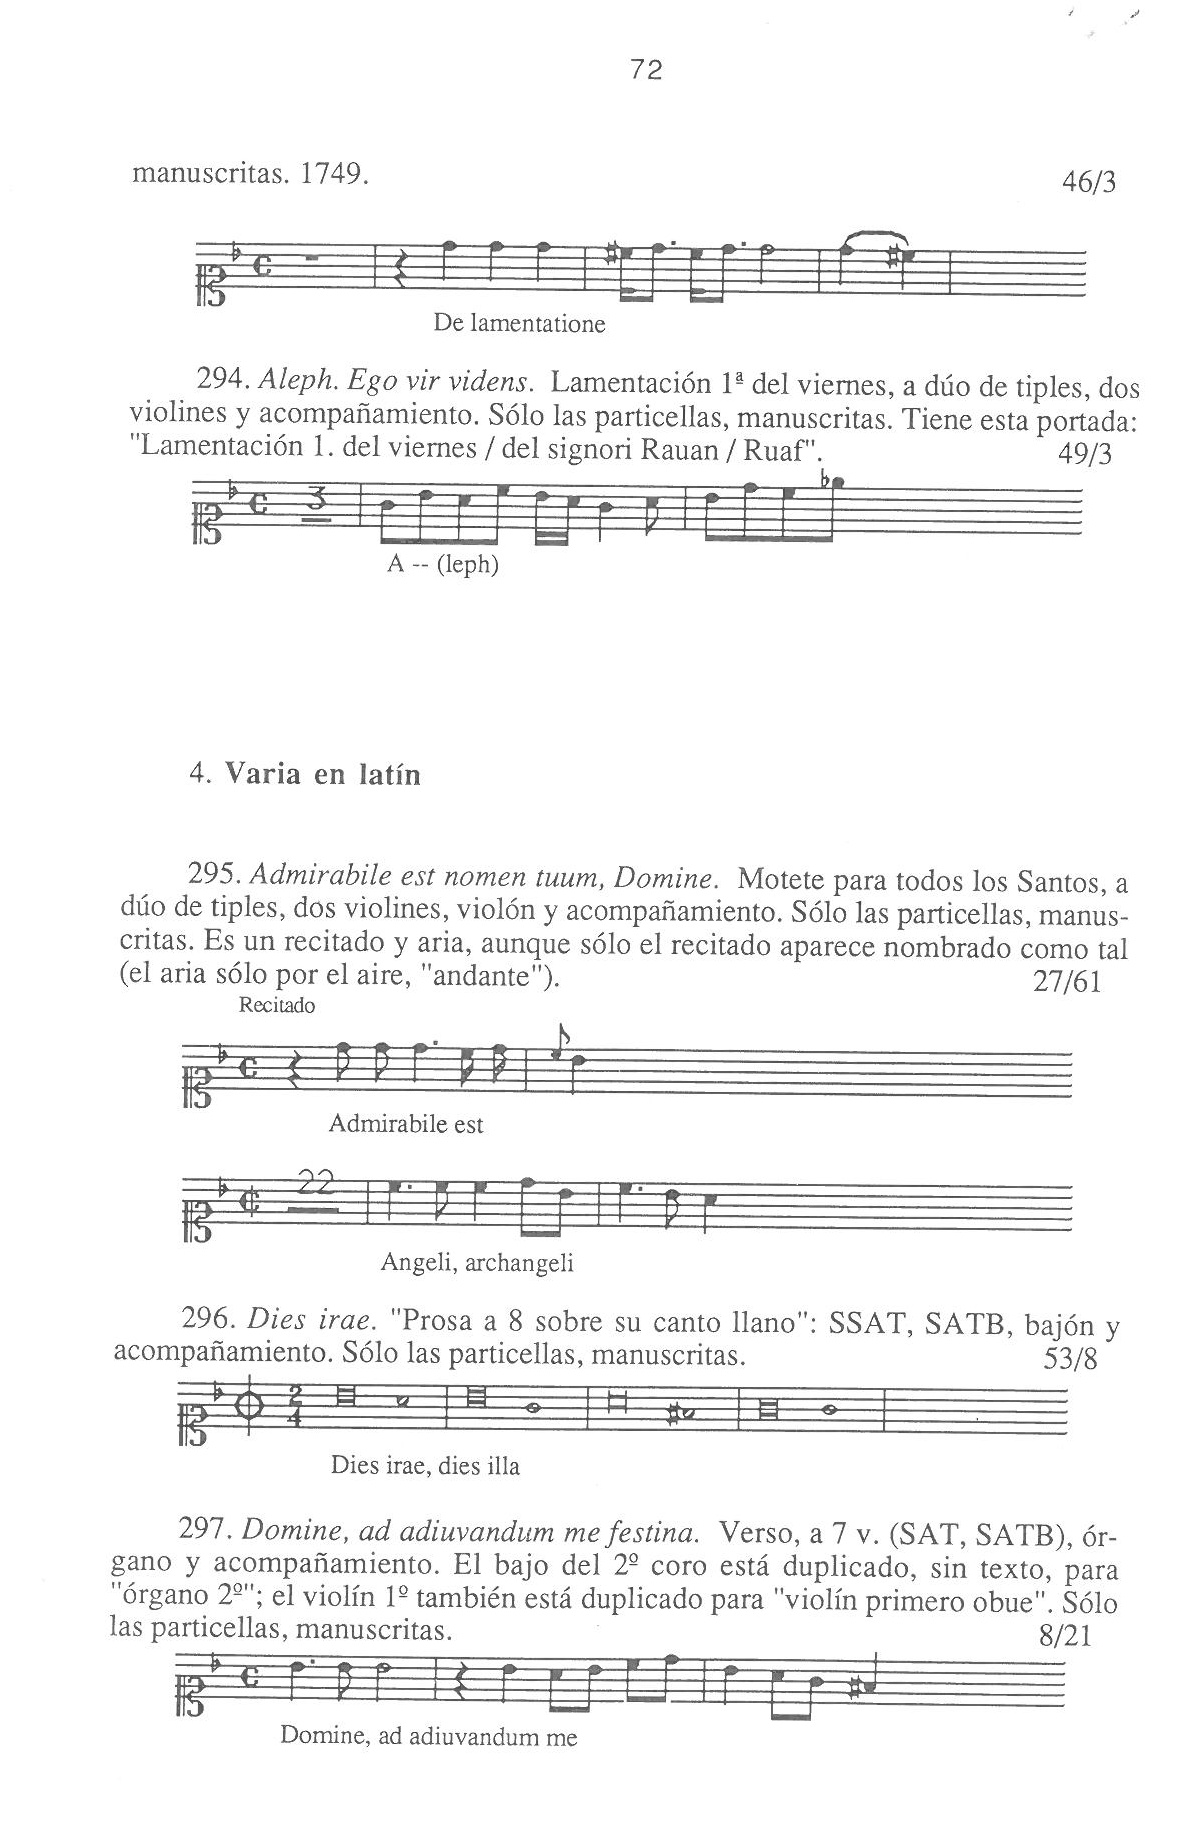 72
manuscritas. 1749. 46/3
De lamentatione
294. Aleph. Ego vir videns. Lamentación 1ª del viernes, a dúo de tiples, dos
violines y acompañamiento. Sólo las particellas, manuscritas. Tiene esta portada:
"Lamentación 1. del viernes / del signori Rauan / Ruaf". 49/3
3
A -- (leph)
4. Varia en latín
295. Admirabile est nomen tuum, Domine. Motete para todos los Santos, a
dúo de tiples, dos violines, violón y acompañamiento. Sólo las particellas, manus-
critas. Es un recitado y aria, aunque sólo el recitado aparece nombrado como tal
(el aria sólo por el aire, "andante"). 27/61
Recitado
Admirabile est
22
Angeli, archangeli
296. Dies irae. "Prosa a 8 sobre su canto llano": SSAT, SATB, bajón y
acompañamiento. Sólo las particellas, manuscritas. 53/8
2
4
Dies irae, dies illa
297. Domine, ad adiuvandum me festina. Verso, a 7 v. (SAT, SATB), ór-
gano y acompañamiento. El bajo del 2º coro está duplicado, sin texto, para
"órgano 2º"; el violín 1º también está duplicado para "violín primero obue". Sólo
las particellas, manuscritas. 8/21
Domine, ad adiuvandum me